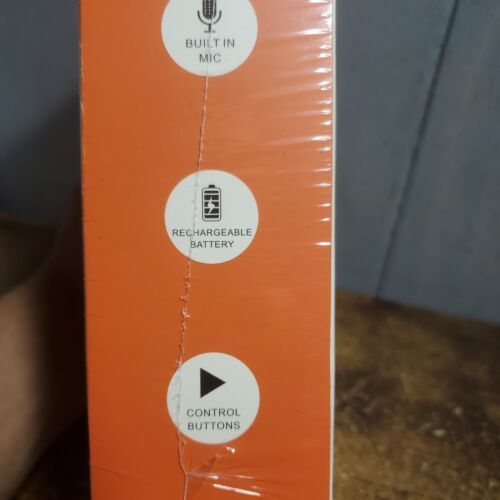 BUILT IN
MIC
RECHARGEABLE
BATTERY
CONTROL
BUTTONS